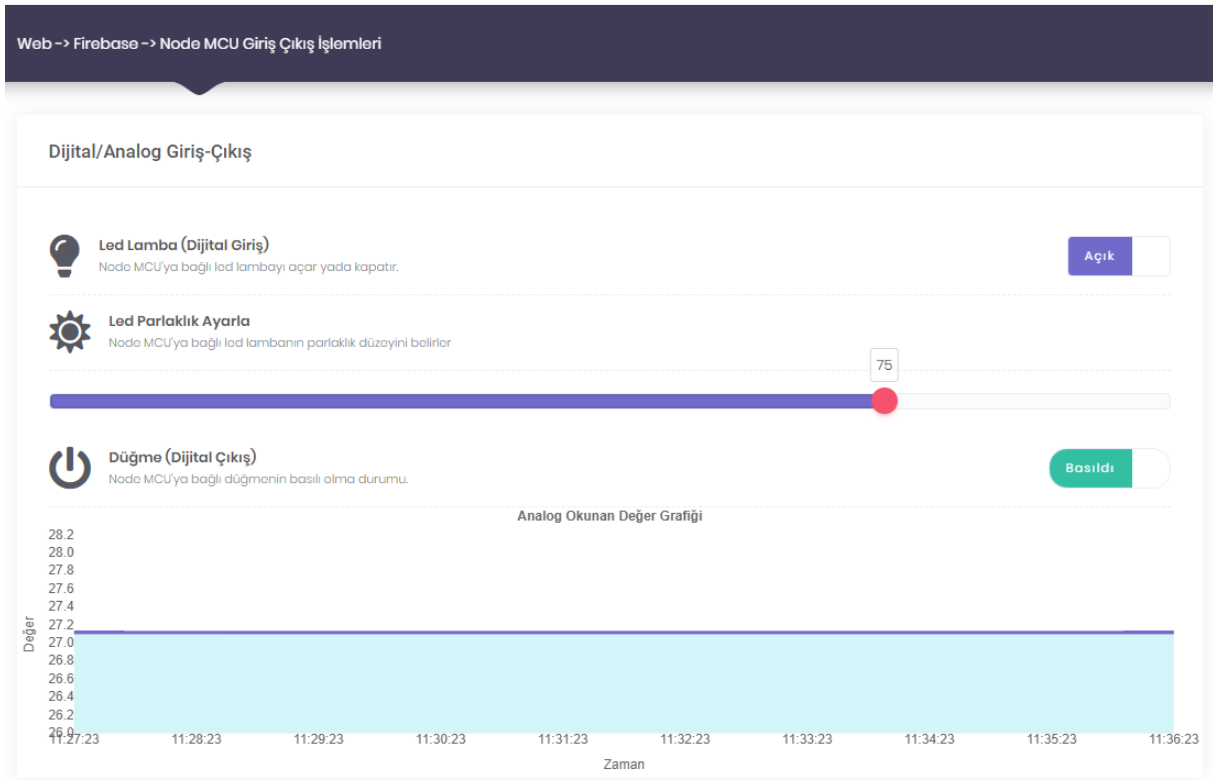 Web -> Firebase -> Node MCU Giriş Çıkış İşlemleri
Dijital/Analog Giriş-Çıkış
Led Lamba (Dijital Giriş)
Node MCU'ya bağlı led lambayı açar yada kapatır.
Açık
Led Parlaklık Ayarla
Node MCU'ya bağlı led lambanın parlaklık düzeyini belirler
75
Düğme (Dijital Çıkış)
Node MCU'ya bağlı düğmenin basılı olma durumu.
Basıldı
Analog Okunan Değer Grafiği
28.2
28.0
27.8
27.6
27.4
27.2
27.0
26.8
26.6
26.4
26.2
26.0
Değer
11:27:23 11:28:23 11:29:23 11:30:23 11:31:23 11:32:23 11:33:23 11:34:23 11:35:23 11:36:23
Zaman